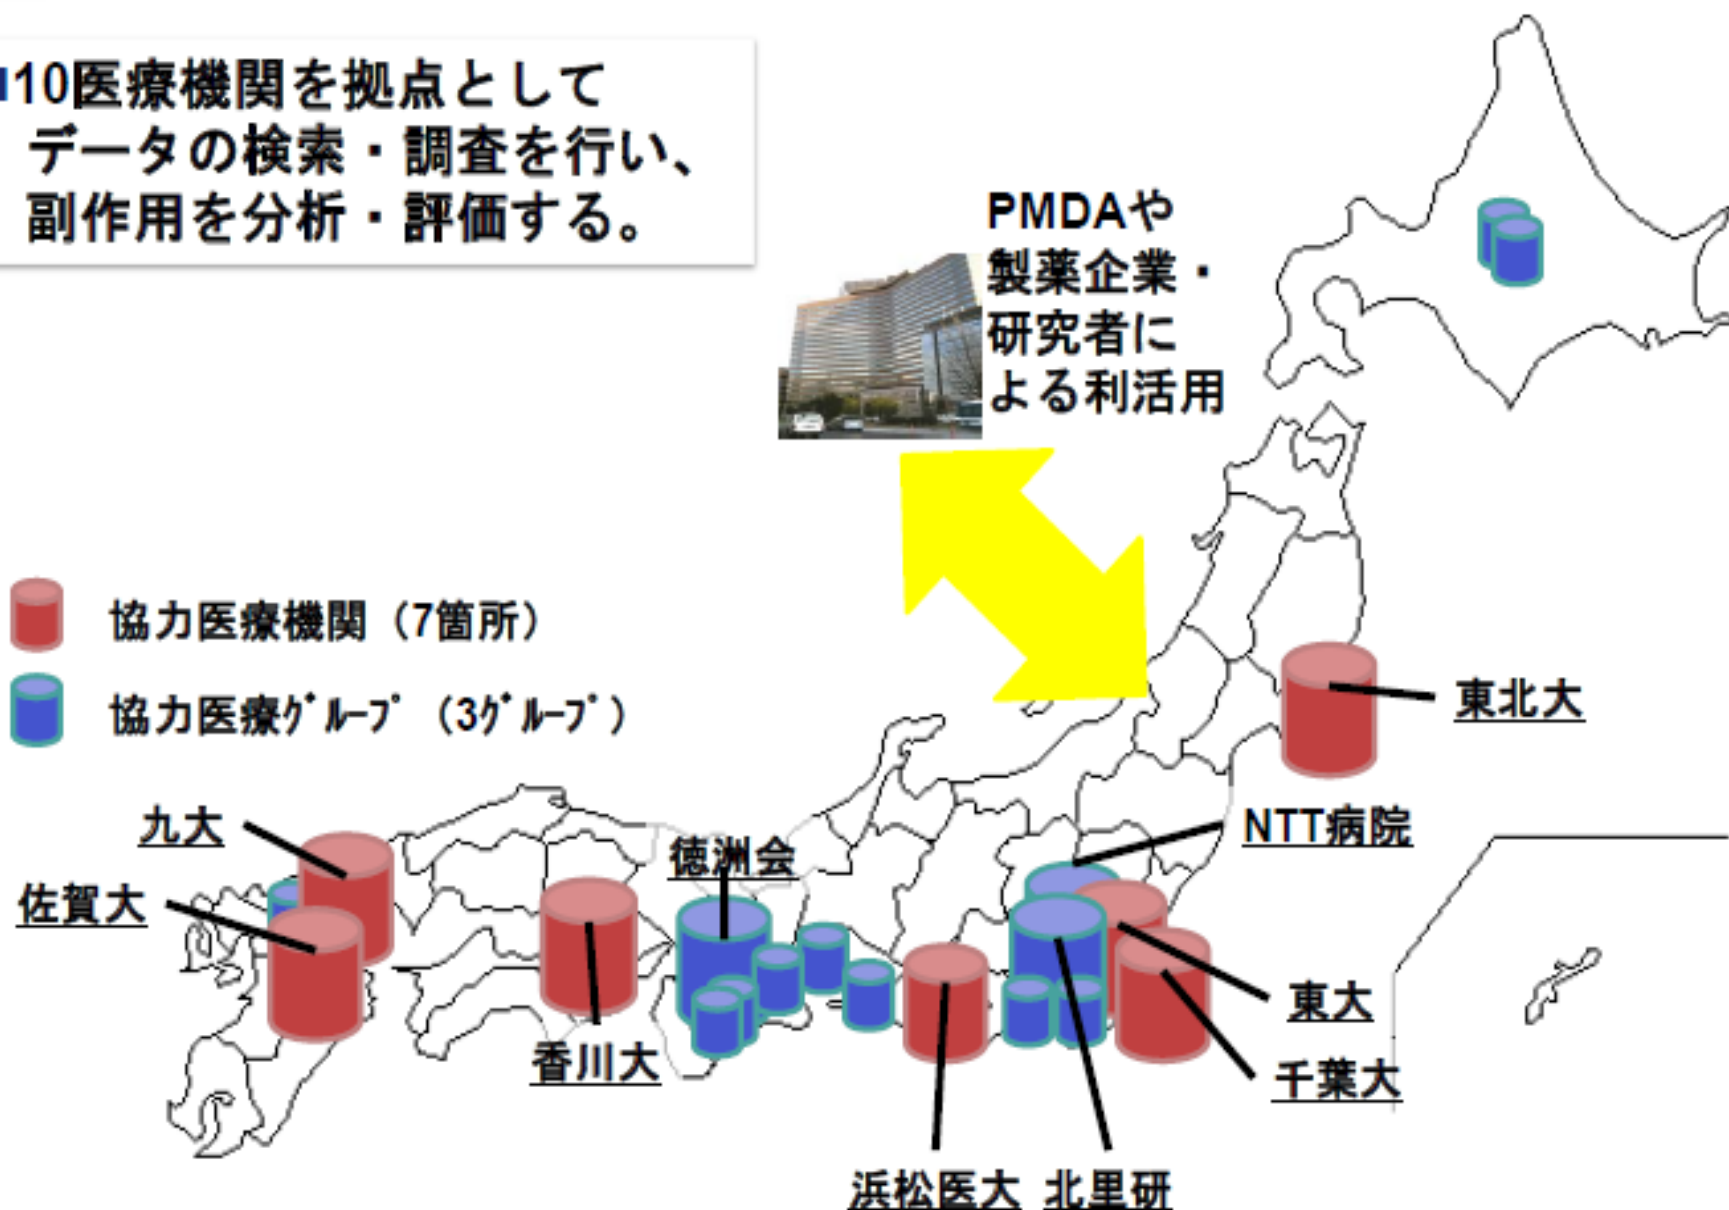 ■10医療機関を拠点として
データの検索・調査を行い、
副作用を分析・評価する。
PMDAや
製薬企業・
研究者に
よる利活用
協力医療機関（7箇所）
協力医療ｸﾞﾙｰﾌﾟ（3ｸﾞﾙｰﾌﾟ）
東北大
NTT病院
九大
徳洲会
佐賀大
東大
香川大
千葉大
浜松医大
北里研